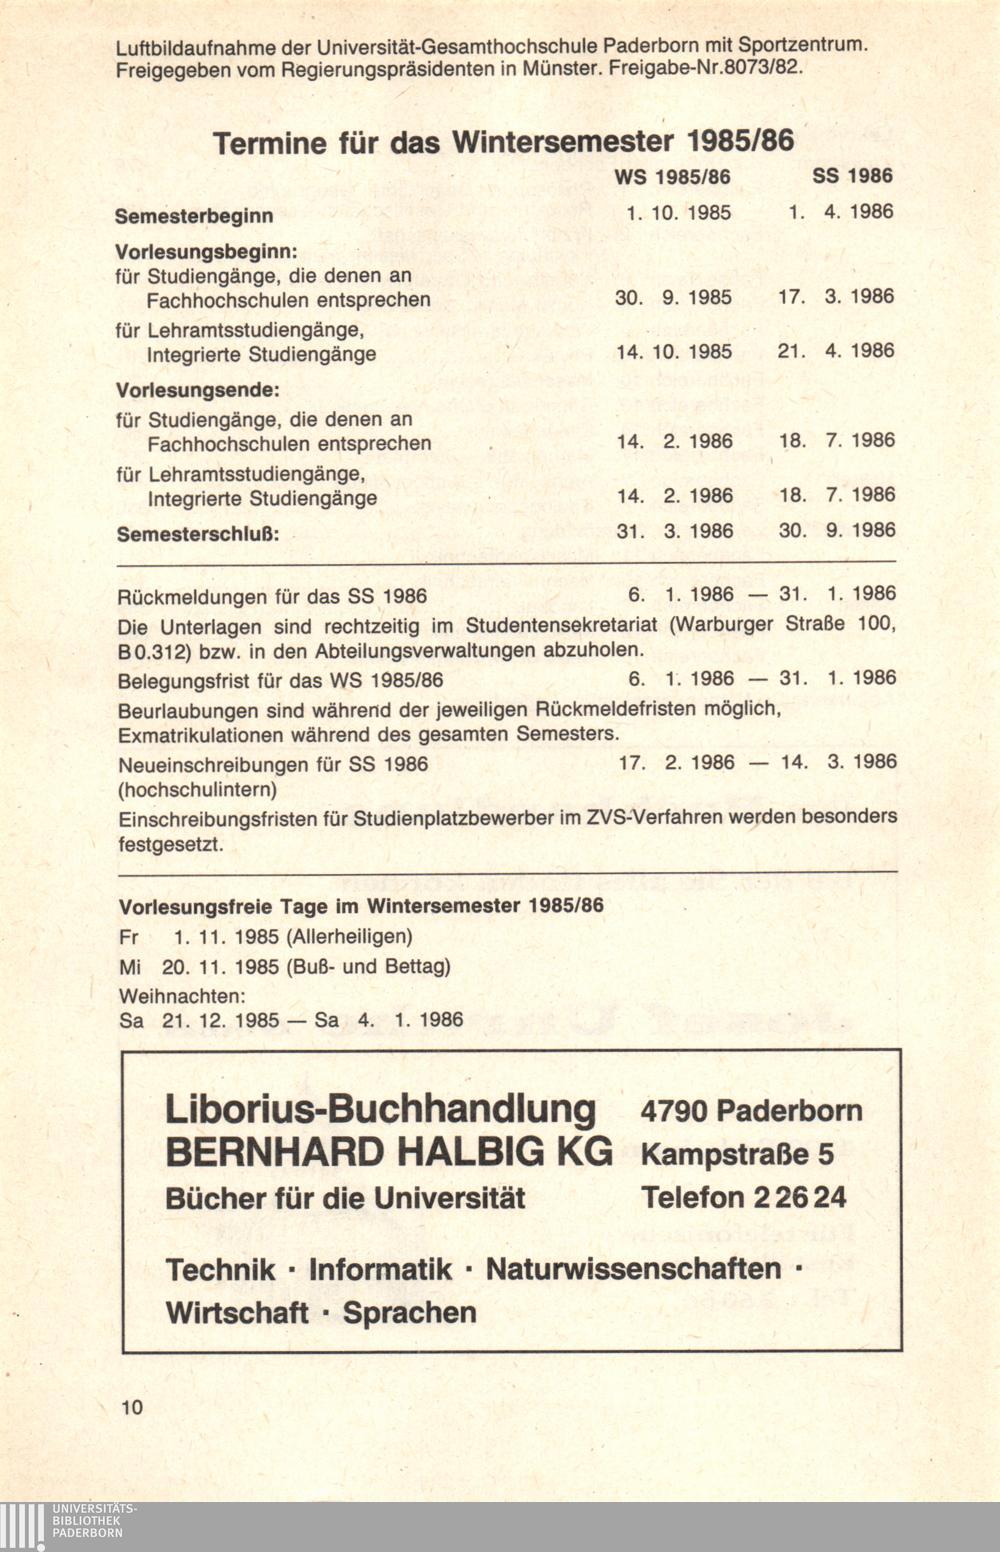 Luftbildaufnahme der Universität-Gesamthochschule Paderborn mit Sportzentrum.
Freigegeben vom Regierungspräsidenten in Münster. Freigabe-Nr.8073/82.
Termine für das Wintersemester 1985/86
WS 1985/86 SS 1986
Semesterbeginn 1. 10. 1985 1. 4. 1986
Vorlesungsbeginn:
für Studiengänge, die denen an
Fachhochschulen entsprechen 30. 9. 1985 17. 3. 1986
für Lehramtsstudiengänge,
Integrierte Studiengänge 14. 10. 1985 21. 4. 1986
Vorlesungsende:
für Studiengänge, die denen an
Fachhochschulen entsprechen 14. 2. 1986 18. 7. 1986
für Lehramtsstudiengänge,
Integrierte Studiengänge 14. 2. 1986 18. 7. 1986
Semesterschluß: 31. 3. 1986 30. 9. 1986
Rückmeldungen für das SS 1986 6. 1. 1986 — 31. 1. 1986
Die Unterlagen sind rechtzeitig im Studentensekretariat (Warburger Straße 100,
B 0.312) bzw. in den Abteilungsverwaltungen abzuholen.
Belegungsfrist für das WS 1985/86 6. 1. 1986 — 31. 1. 1986
Beurlaubungen sind während der jeweiligen Rückmeldefristen möglich,
Exmatrikulationen während des gesamten Semesters.
Neueinschreibungen für SS 1986 17. 2. 1986 — 14. 3. 1986
(hochschulintern)
Einschreibungsfristen für Studienplatzbewerber im ZVS-Verfahren werden besonders
festgesetzt.
Vorlesungsfreie Tage im Wintersemester 1985/86
Fr 1. 11. 1985 (Allerheiligen)
Mi 20. 11. 1985 (Buß- und Bettag)
Weihnachten:
Sa 21. 12. 1985 — Sa 4. 1. 1986
Liborius-Buchhandlung 4790 Paderborn
BERNHARD HALBIG KG Kampstraße 5
Bücher für die Universität Telefon 2 26 24
Technik · Informatik · Naturwissenschaften ·
Wirtschaft · Sprachen
10
UNIVERSITÄTS-
BIBLIOTHEK
PADERBORN